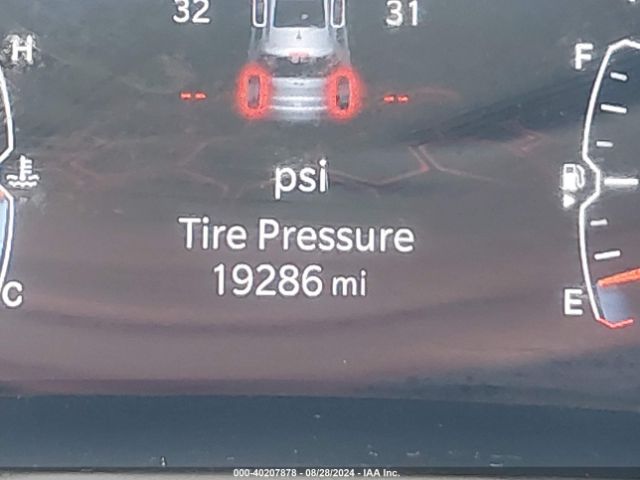 32 31
H F
-- --
psi
Tire Pressure
19286 mi
C E
000-40207878 - 08/28/2024 - IAA Inc.